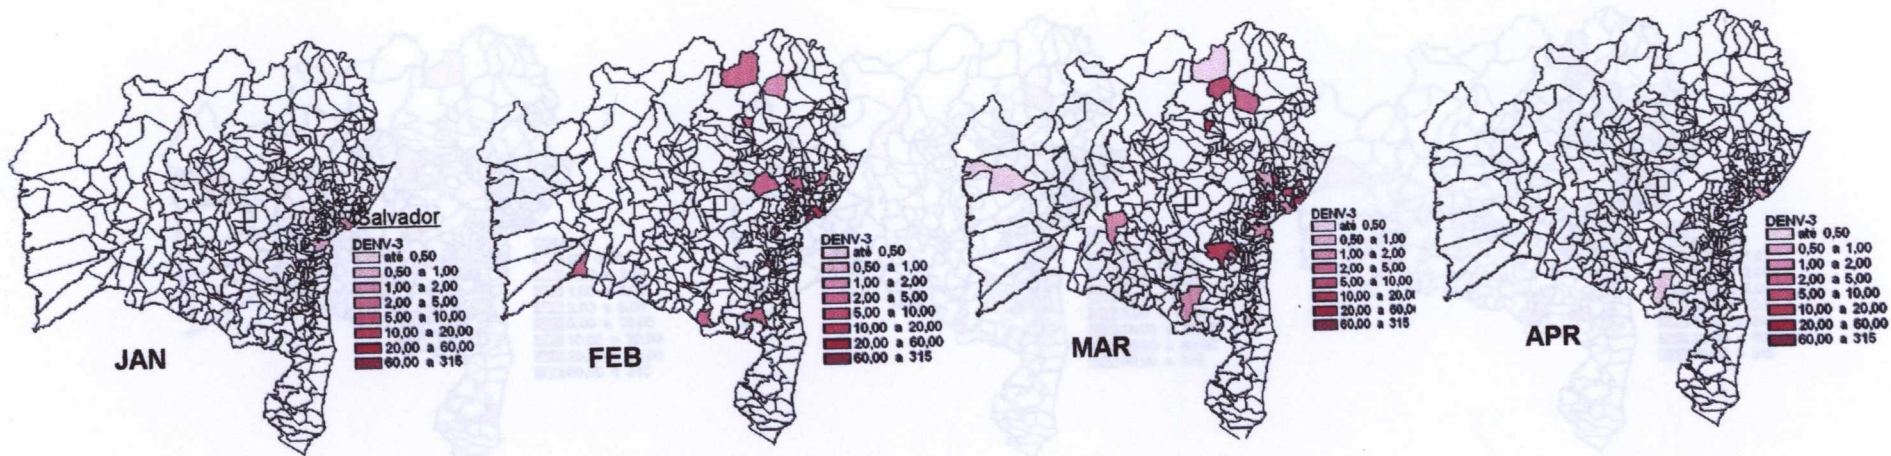 Salvador
DENV-3
até 0,50
0,50 a 1,00
1,00 a 2,00
2,00 a 5,00
5,00 a 10,00
10,00 a 20,00
20,00 a 60,00
60,00 a 315
JAN
DENV-3
até 0,50
0,50 a 1,00
1,00 a 2,00
2,00 a 5,00
5,00 a 10,00
10,00 a 20,00
20,00 a 60,00
60,00 a 315
FEB
DENV-3
até 0,50
0,50 a 1,00
1,00 a 2,00
2,00 a 5,00
5,00 a 10,00
10,00 a 20,0
20,00 a 60,0
60,00 a 315
MAR
DENV-3
até 0,50
0,50 a 1,00
1,00 a 2,00
2,00 a 5,00
5,00 a 10,00
10,00 a 20,00
20,00 a 60,00
60,00 a 315
APR